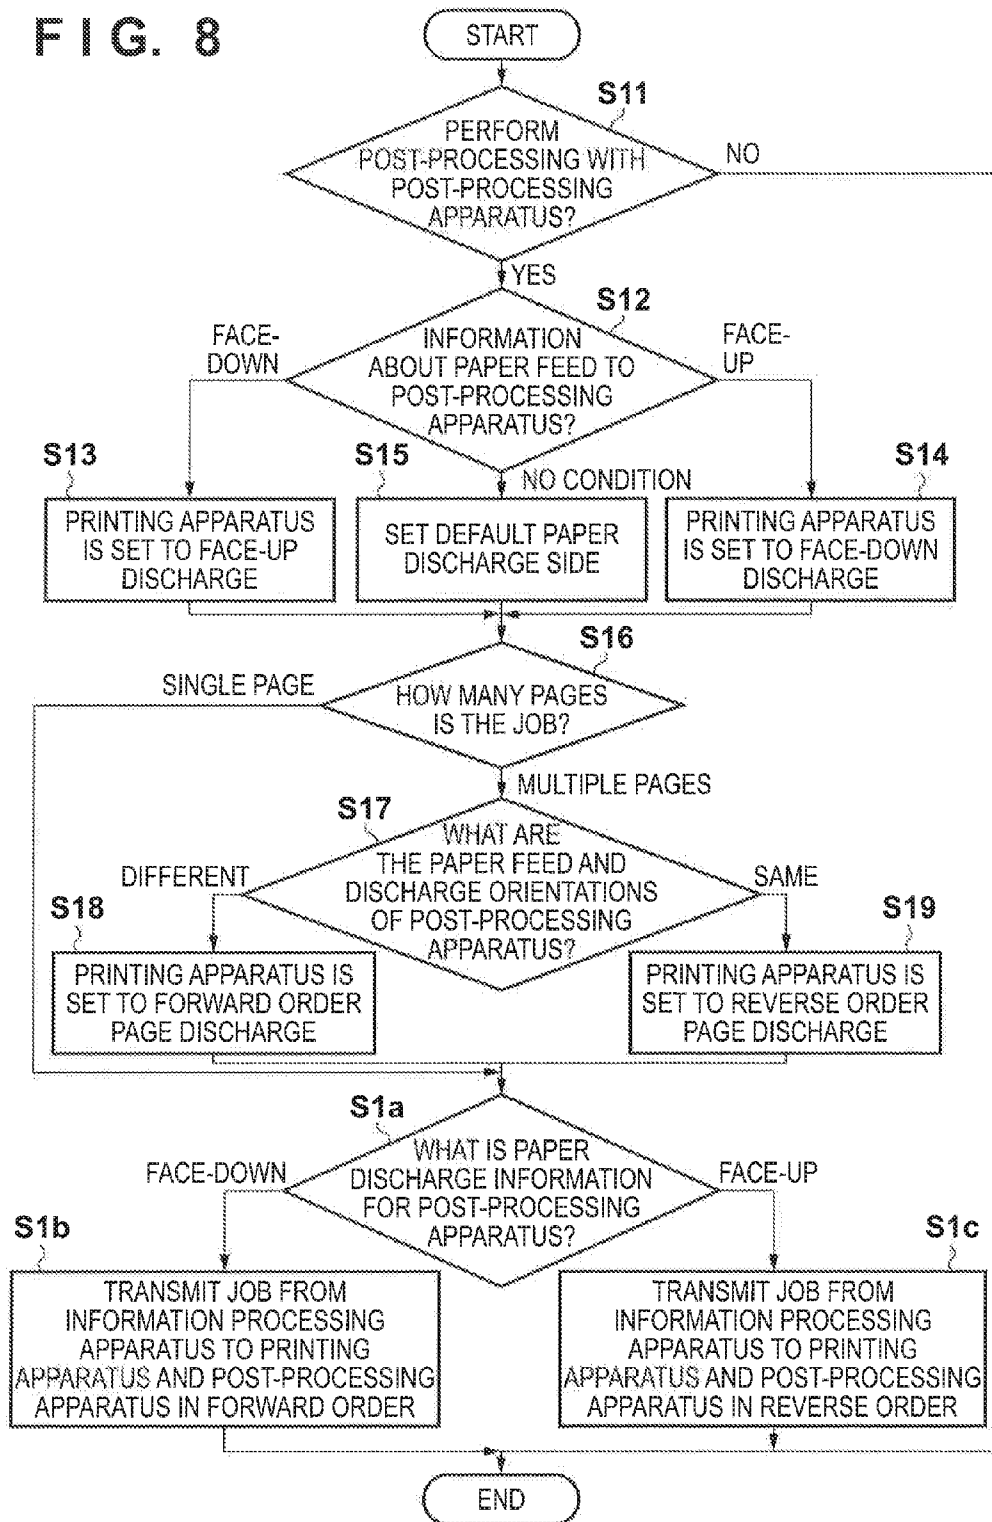 FIG. 8
START
S11
PERFORM
POST-PROCESSING WITH
POST-PROCESSING
APPARATUS?
NO
YES
S12
FACE-
DOWN
INFORMATION
ABOUT PAPER FEED TO
POST-PROCESSING
APPARATUS?
FACE-
UP
S13
S15
S14
NO CONDITION
PRINTING APPARATUS
IS SET TO FACE-UP
DISCHARGE
SET DEFAULT PAPER
DISCHARGE SIDE
PRINTING APPARATUS
IS SET TO FACE-DOWN
DISCHARGE
S16
SINGLE PAGE
HOW MANY PAGES
IS THE JOB?
MULTIPLE PAGES
S17
WHAT ARE
THE PAPER FEED AND
DISCHARGE ORIENTATIONS
OF POST-PROCESSING
APPARATUS?
DIFFERENT
SAME
S18
S19
PRINTING APPARATUS IS
SET TO FORWARD ORDER
PAGE DISCHARGE
PRINTING APPARATUS IS
SET TO REVERSE ORDER
PAGE DISCHARGE
S1a
WHAT IS PAPER
DISCHARGE INFORMATION
FOR POST-PROCESSING
APPARATUS?
FACE-DOWN
FACE-UP
S1b
S1c
TRANSMIT JOB FROM
INFORMATION PROCESSING
APPARATUS TO PRINTING
APPARATUS AND POST-PROCESSING
APPARATUS IN FORWARD ORDER
TRANSMIT JOB FROM
INFORMATION PROCESSING
APPARATUS TO PRINTING
APPARATUS AND POST-PROCESSING
APPARATUS IN REVERSE ORDER
END